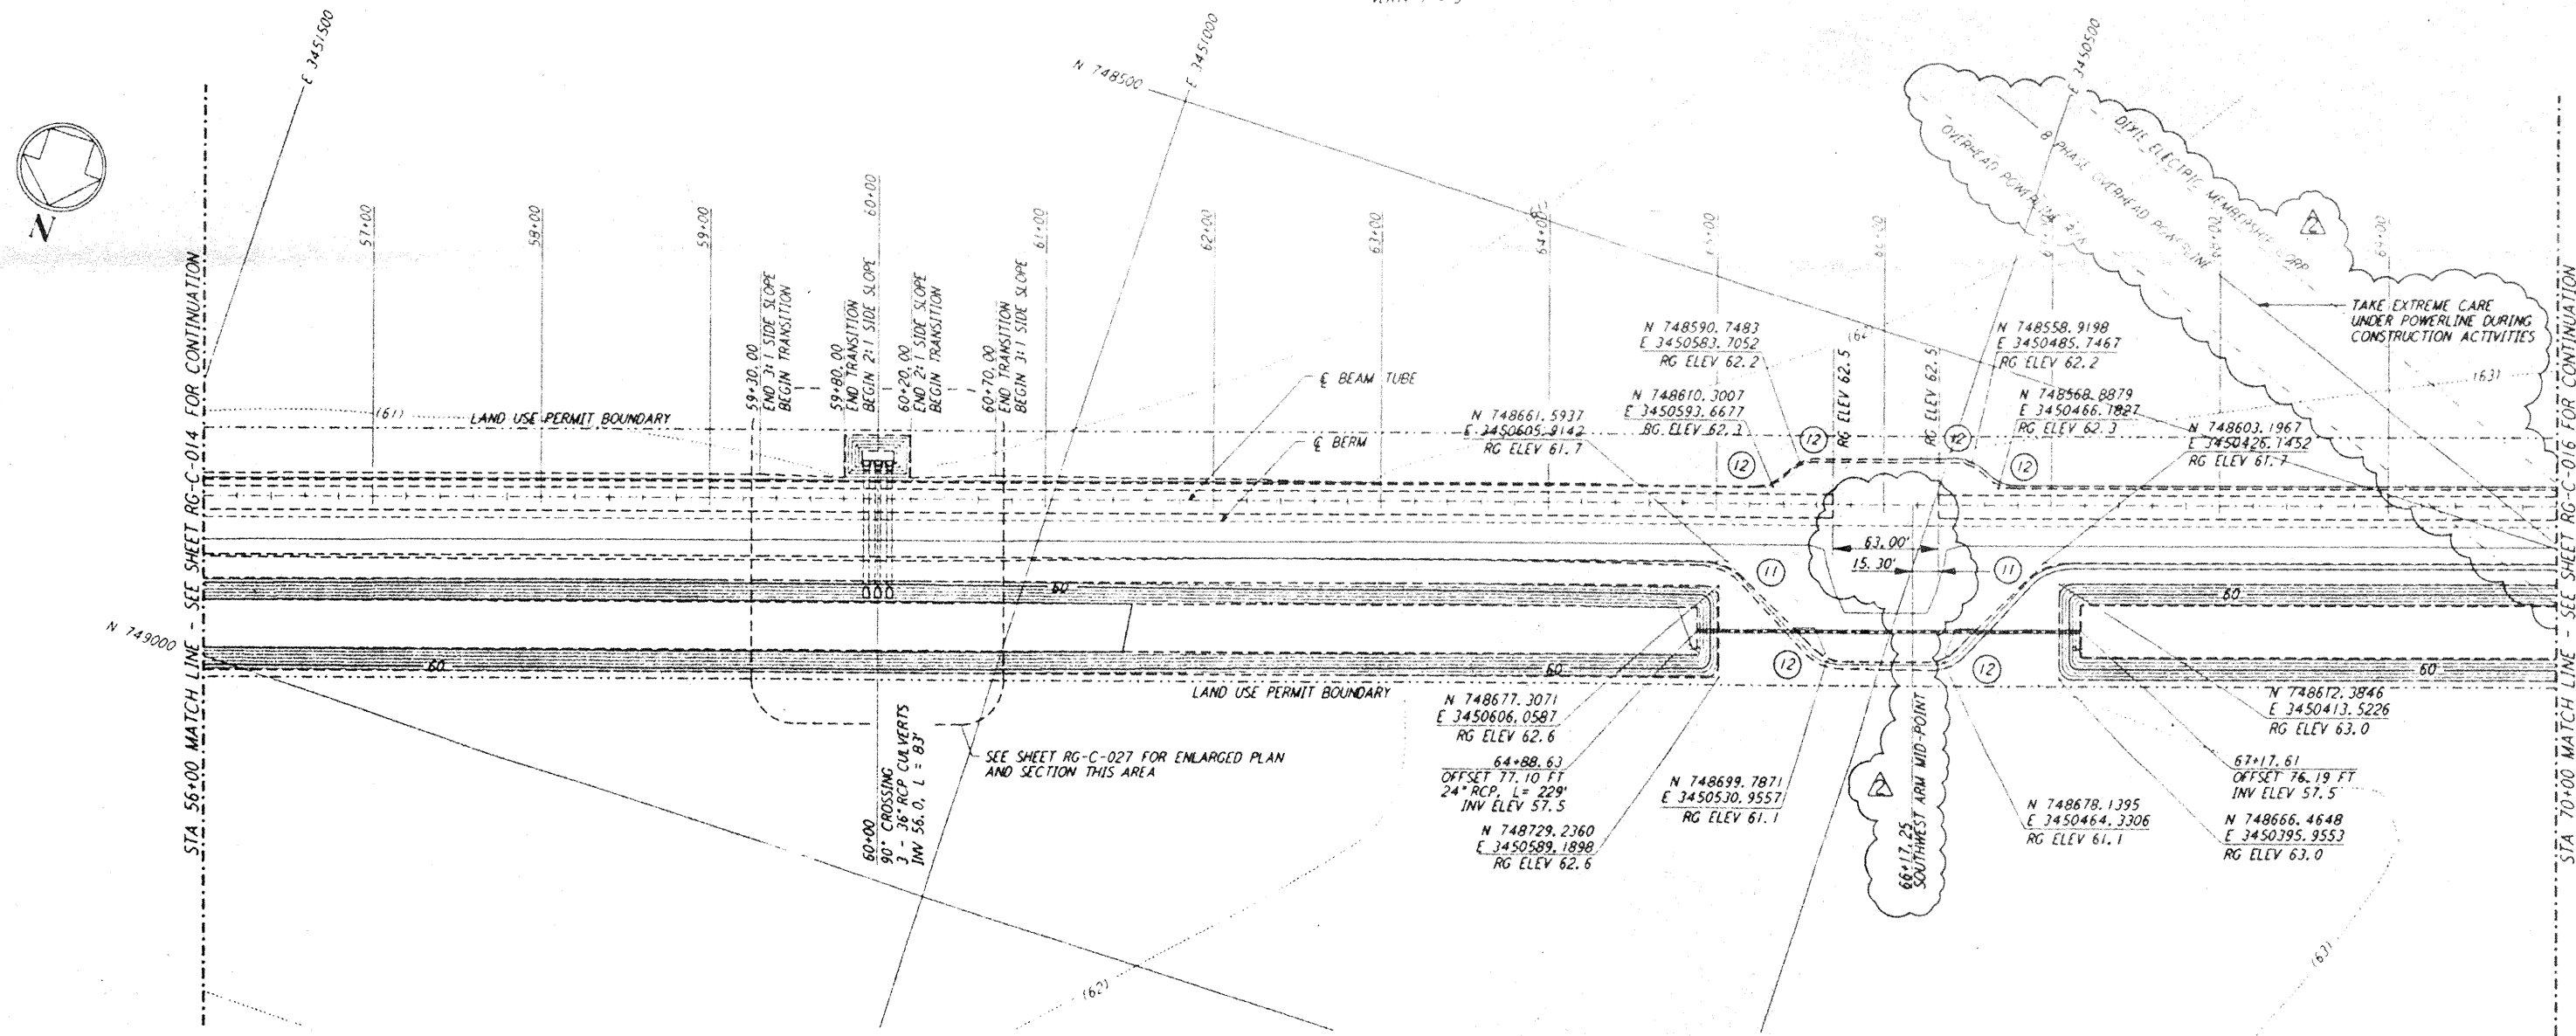 E 3451500
E 3451000
N 748500
E 3450500
N
57+00
58+00
59+00
60+00
61+00
62+00
63+00
64+00
66+00
69+00
DIXIE ELECTRIC MEMBERSHIP CORP
PHASE OVERHEAD POWERLINE
OVERHEAD POWERLINE
2
TAKE EXTREME CARE
UNDER POWERLINE DURING
CONSTRUCTION ACTIVITIES
STA 56+00 MATCH LINE - SEE SHEET RG-C-014 FOR CONTINUATION
59+30.00
END 3:1 SIDE SLOPE
BEGIN TRANSITION
59+80.00
END TRANSITION
BEGIN 2:1 SIDE SLOPE
60+20.00
END 2:1 SIDE SLOPE
BEGIN TRANSITION
60+70.00
END TRANSITION
BEGIN 3:1 SIDE SLOPE
(61)
LAND USE PERMIT BOUNDARY
℄ BEAM TUBE
℄ BERM
N 748590.7483
E 3450583.7052
RG ELEV 62.2
N 748610.3007
E 3450593.6677
RG ELEV 62.3
N 748661.5937
E 3450605.9142
RG ELEV 61.7
(62)
RG ELEV 62.5
RG ELEV 62.5
N 748558.9198
E 3450485.7467
RG ELEV 62.2
N 748568.8879
E 3450466.1827
RG ELEV 62.3
N 748603.1967
E 3450426.1452
RG ELEV 61.7
(63)
12
12
12
12
63.00'
15.30'
11
11
12
12
60
60
60
60
60
60
N 749000
LAND USE PERMIT BOUNDARY
SEE SHEET RG-C-027 FOR ENLARGED PLAN
AND SECTION THIS AREA
60+00
90° CROSSING
3 - 36" RCP CULVERTS
INV 56.0, L = 83'
N 748677.3071
E 3450606.0587
RG ELEV 62.6
64+88.63
OFFSET 77.10 FT
24" RCP, L= 229'
INV ELEV 57.5
N 748729.2360
E 3450589.1898
RG ELEV 62.6
N 748699.7871
E 3450530.9557
RG ELEV 61.1
2
66+17.25
SOUTHWEST ARM MID-POINT
N 748678.1395
E 3450464.3306
RG ELEV 61.1
N 748612.3846
E 3450413.5226
RG ELEV 63.0
67+17.61
OFFSET 76.19 FT
INV ELEV 57.5
N 748666.4648
E 3450395.9553
RG ELEV 63.0
(62)
(63)
STA 70+00 MATCH LINE - SEE SHEET RG-C-016 FOR CONTINUATION